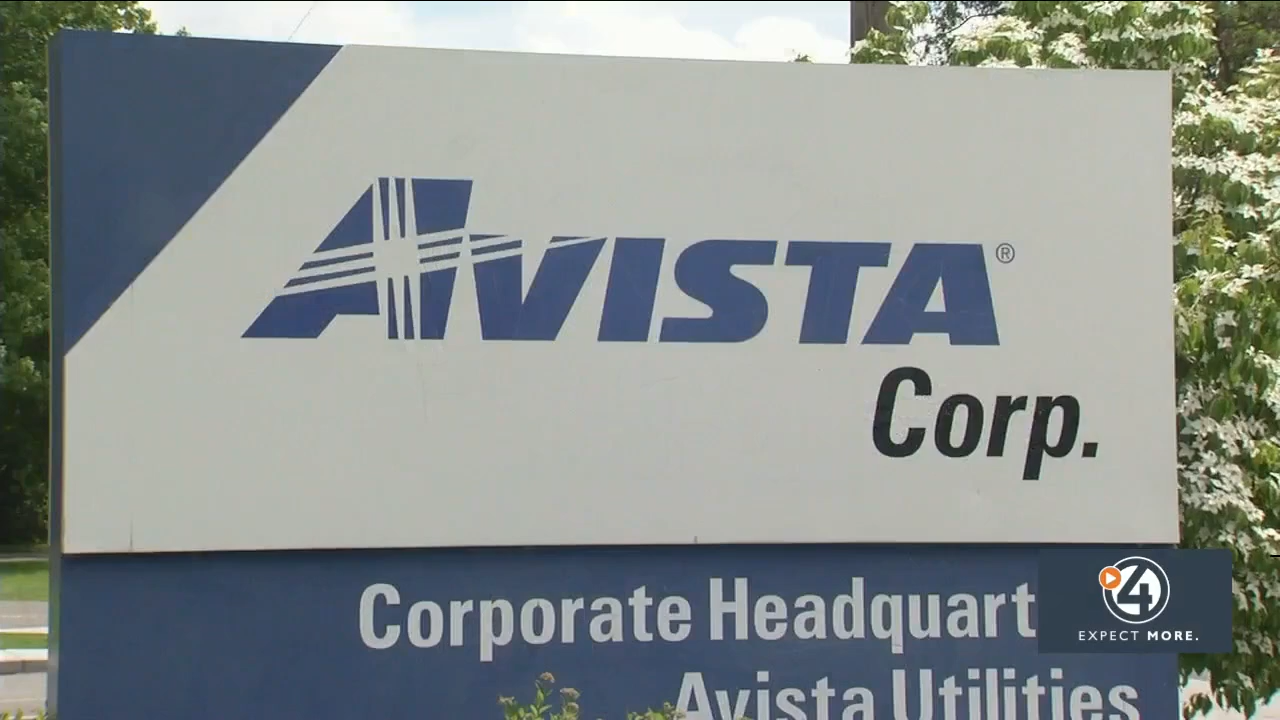 AVISTA®
Corp.
Corporate Headquart
4
EXPECT MORE.
Avista Utilities